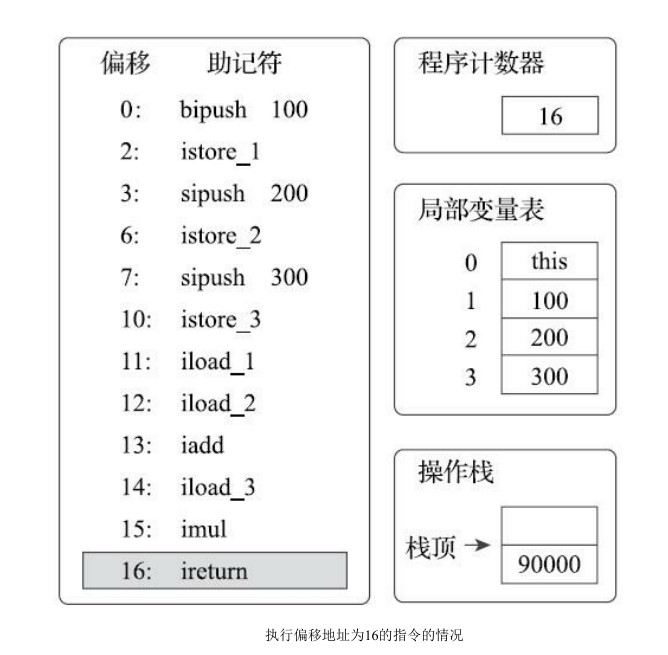 偏移 助记符
0: bipush 100
2: istore_1
3: sipush 200
6: istore_2
7: sipush 300
10: istore_3
11: iload_1
12: iload_2
13: iadd
14: iload_3
15: imul
16: ireturn
程序计数器
16
局部变量表
0 this
1 100
2 200
3 300
操作栈
栈顶
90000
执行偏移地址为16的指令的情况